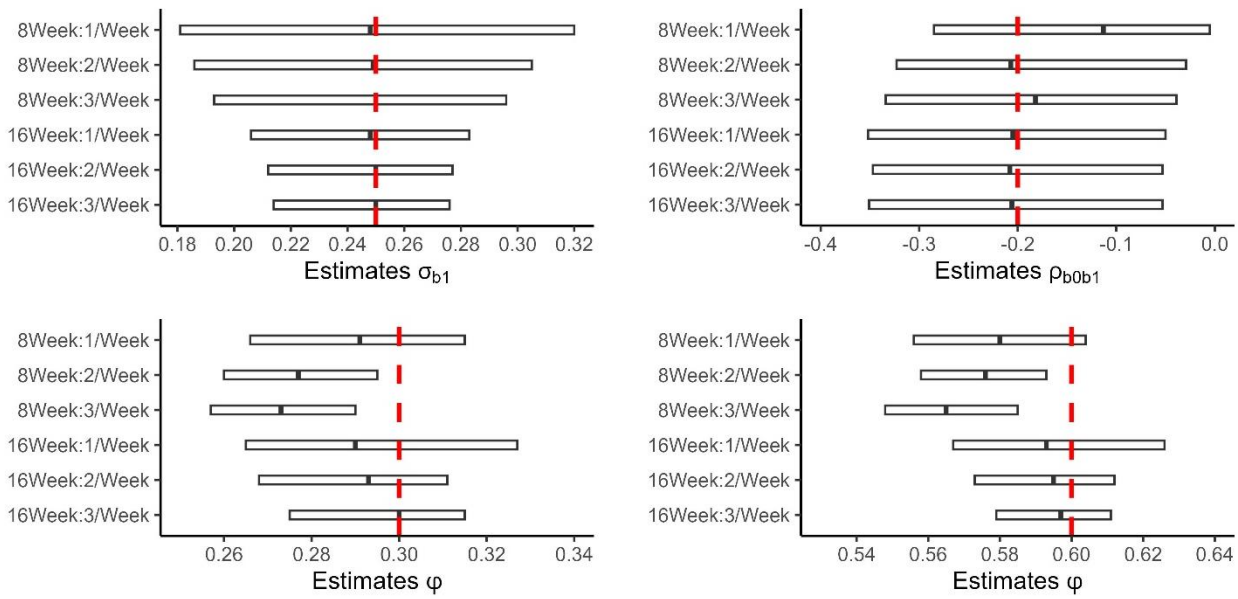 8Week:1/Week
8Week:2/Week
8Week:3/Week
16Week:1/Week
16Week:2/Week
16Week:3/Week
0.18 0.20 0.22 0.24 0.26 0.28 0.30 0.32
Estimates σb1
8Week:1/Week
8Week:2/Week
8Week:3/Week
16Week:1/Week
16Week:2/Week
16Week:3/Week
-0.4 -0.3 -0.2 -0.1 0.0
Estimates ρb0b1
8Week:1/Week
8Week:2/Week
8Week:3/Week
16Week:1/Week
16Week:2/Week
16Week:3/Week
0.26 0.28 0.30 0.32 0.34
Estimates φ
8Week:1/Week
8Week:2/Week
8Week:3/Week
16Week:1/Week
16Week:2/Week
16Week:3/Week
0.54 0.56 0.58 0.60 0.62 0.64
Estimates φ